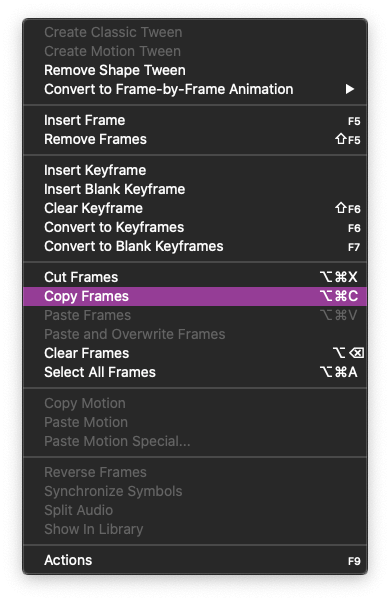 Create Classic Tween
Create Motion Tween
Remove Shape Tween
Convert to Frame-by-Frame Animation ▶
Insert Frame F5
Remove Frames ⇧F5
Insert Keyframe
Insert Blank Keyframe
Clear Keyframe ⇧F6
Convert to Keyframes F6
Convert to Blank Keyframes F7
Cut Frames ⌥⌘X
Copy Frames ⌥⌘C
Paste Frames ⌥⌘V
Paste and Overwrite Frames
Clear Frames ⌥⌫
Select All Frames ⌥⌘A
Copy Motion
Paste Motion
Paste Motion Special...
Reverse Frames
Synchronize Symbols
Split Audio
Show In Library
Actions F9